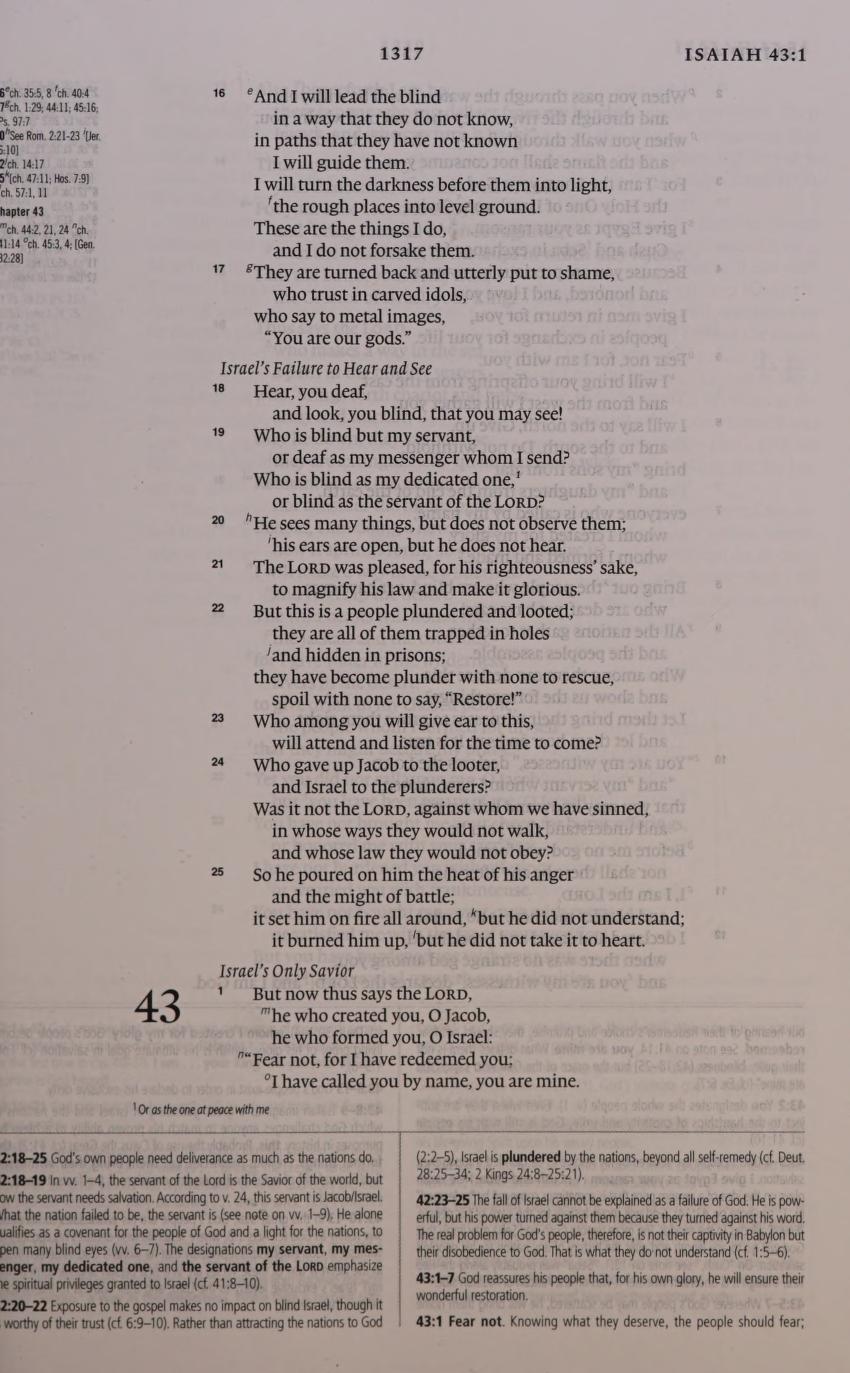 1317
ISAIAH 43:1
6ᵉch. 35:5, 8 ᶠch. 40:4
7ᵍch. 1:29; 44:11; 45:16;
Ps. 97:7
0ʰSee Rom. 2:21-23 ⁱ[Jer.
5:10]
2ʲch. 14:17
5ᵏ[ch. 47:11; Hos. 7:9]
ch. 57:1, 11
hapter 43
ᵐch. 44:2, 21, 24 ⁿch.
41:14 ᵒch. 45:3, 4; [Gen.
32:28]
16 ᵉAnd I will lead the blind
in a way that they do not know,
in paths that they have not known
I will guide them.
I will turn the darkness before them into light,
ᶠthe rough places into level ground.
These are the things I do,
and I do not forsake them.
17 ᵍThey are turned back and utterly put to shame,
who trust in carved idols,
who say to metal images,
“You are our gods.”
Israel’s Failure to Hear and See
18 Hear, you deaf,
and look, you blind, that you may see!
19 Who is blind but my servant,
or deaf as my messenger whom I send?
Who is blind as my dedicated one,¹
or blind as the servant of the LORD?
20 ʰHe sees many things, but does not observe them;
ⁱhis ears are open, but he does not hear.
21 The LORD was pleased, for his righteousness’ sake,
to magnify his law and make it glorious.
22 But this is a people plundered and looted;
they are all of them trapped in holes
ʲand hidden in prisons;
they have become plunder with none to rescue,
spoil with none to say, “Restore!”
23 Who among you will give ear to this,
will attend and listen for the time to come?
24 Who gave up Jacob to the looter,
and Israel to the plunderers?
Was it not the LORD, against whom we have sinned,
in whose ways they would not walk,
and whose law they would not obey?
25 So he poured on him the heat of his anger
and the might of battle;
it set him on fire all around, ᵏbut he did not understand;
it burned him up, ˡbut he did not take it to heart.
Israel’s Only Savior
43 1 But now thus says the LORD,
ᵐhe who created you, O Jacob,
he who formed you, O Israel:
ⁿ“Fear not, for I have redeemed you;
ᵒI have called you by name, you are mine.
¹ Or as the one at peace with me
2:18–25 God’s own people need deliverance as much as the nations do.
2:18–19 In vv. 1–4, the servant of the Lord is the Savior of the world, but
ow the servant needs salvation. According to v. 24, this servant is Jacob/Israel.
hat the nation failed to be, the servant is (see note on vv. 1–9). He alone
ualifies as a covenant for the people of God and a light for the nations, to
pen many blind eyes (vv. 6–7). The designations my servant, my mes-
enger, my dedicated one, and the servant of the LORD emphasize
e spiritual privileges granted to Israel (cf. 41:8–10).
2:20–22 Exposure to the gospel makes no impact on blind Israel, though it
worthy of their trust (cf. 6:9–10). Rather than attracting the nations to God
(2:2–5), Israel is plundered by the nations, beyond all self-remedy (cf. Deut.
28:25–34; 2 Kings 24:8–25:21).
42:23–25 The fall of Israel cannot be explained as a failure of God. He is pow-
erful, but his power turned against them because they turned against his word.
The real problem for God’s people, therefore, is not their captivity in Babylon but
their disobedience to God. That is what they do not understand (cf. 1:5–6).
43:1–7 God reassures his people that, for his own glory, he will ensure their
wonderful restoration.
43:1 Fear not. Knowing what they deserve, the people should fear;